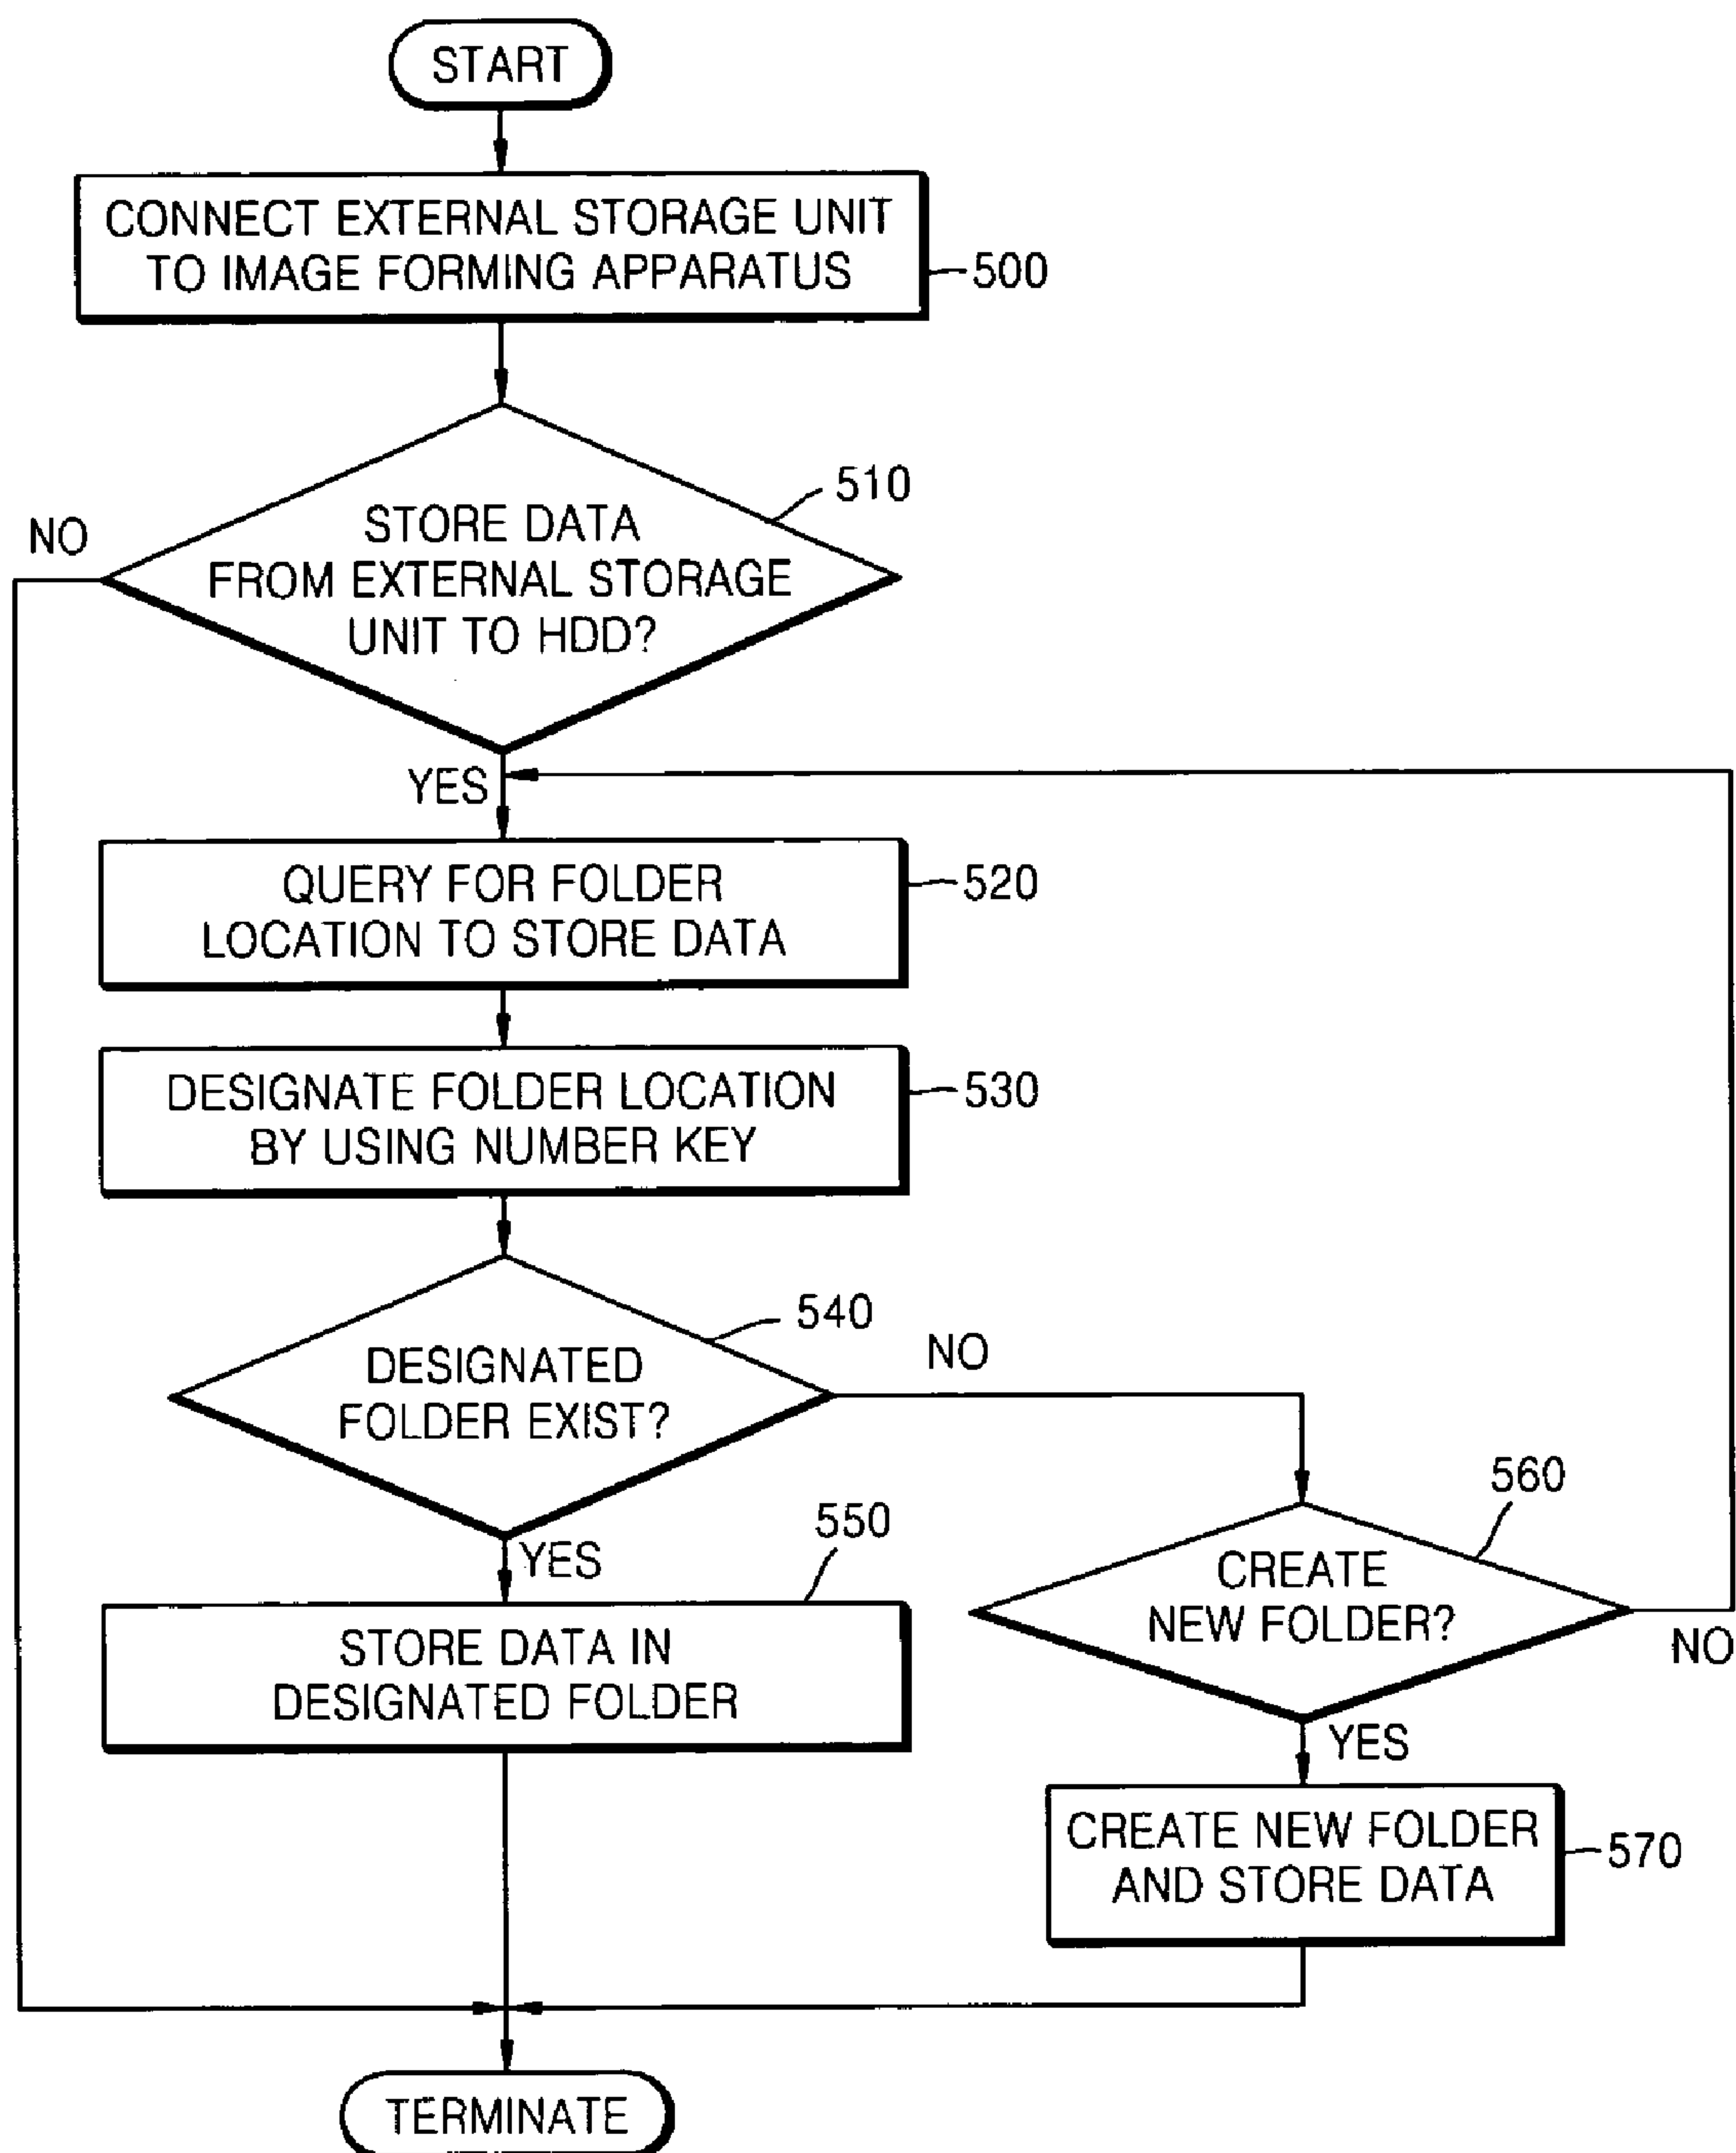 START
CONNECT EXTERNAL STORAGE UNIT
TO IMAGE FORMING APPARATUS
500
510
NO
STORE DATA
FROM EXTERNAL STORAGE
UNIT TO HDD?
YES
QUERY FOR FOLDER
LOCATION TO STORE DATA
520
DESIGNATE FOLDER LOCATION
BY USING NUMBER KEY
530
540
NO
DESIGNATED
FOLDER EXIST?
YES
550
STORE DATA IN
DESIGNATED FOLDER
560
CREATE
NEW FOLDER?
NO
YES
CREATE NEW FOLDER
AND STORE DATA
570
TERMINATE